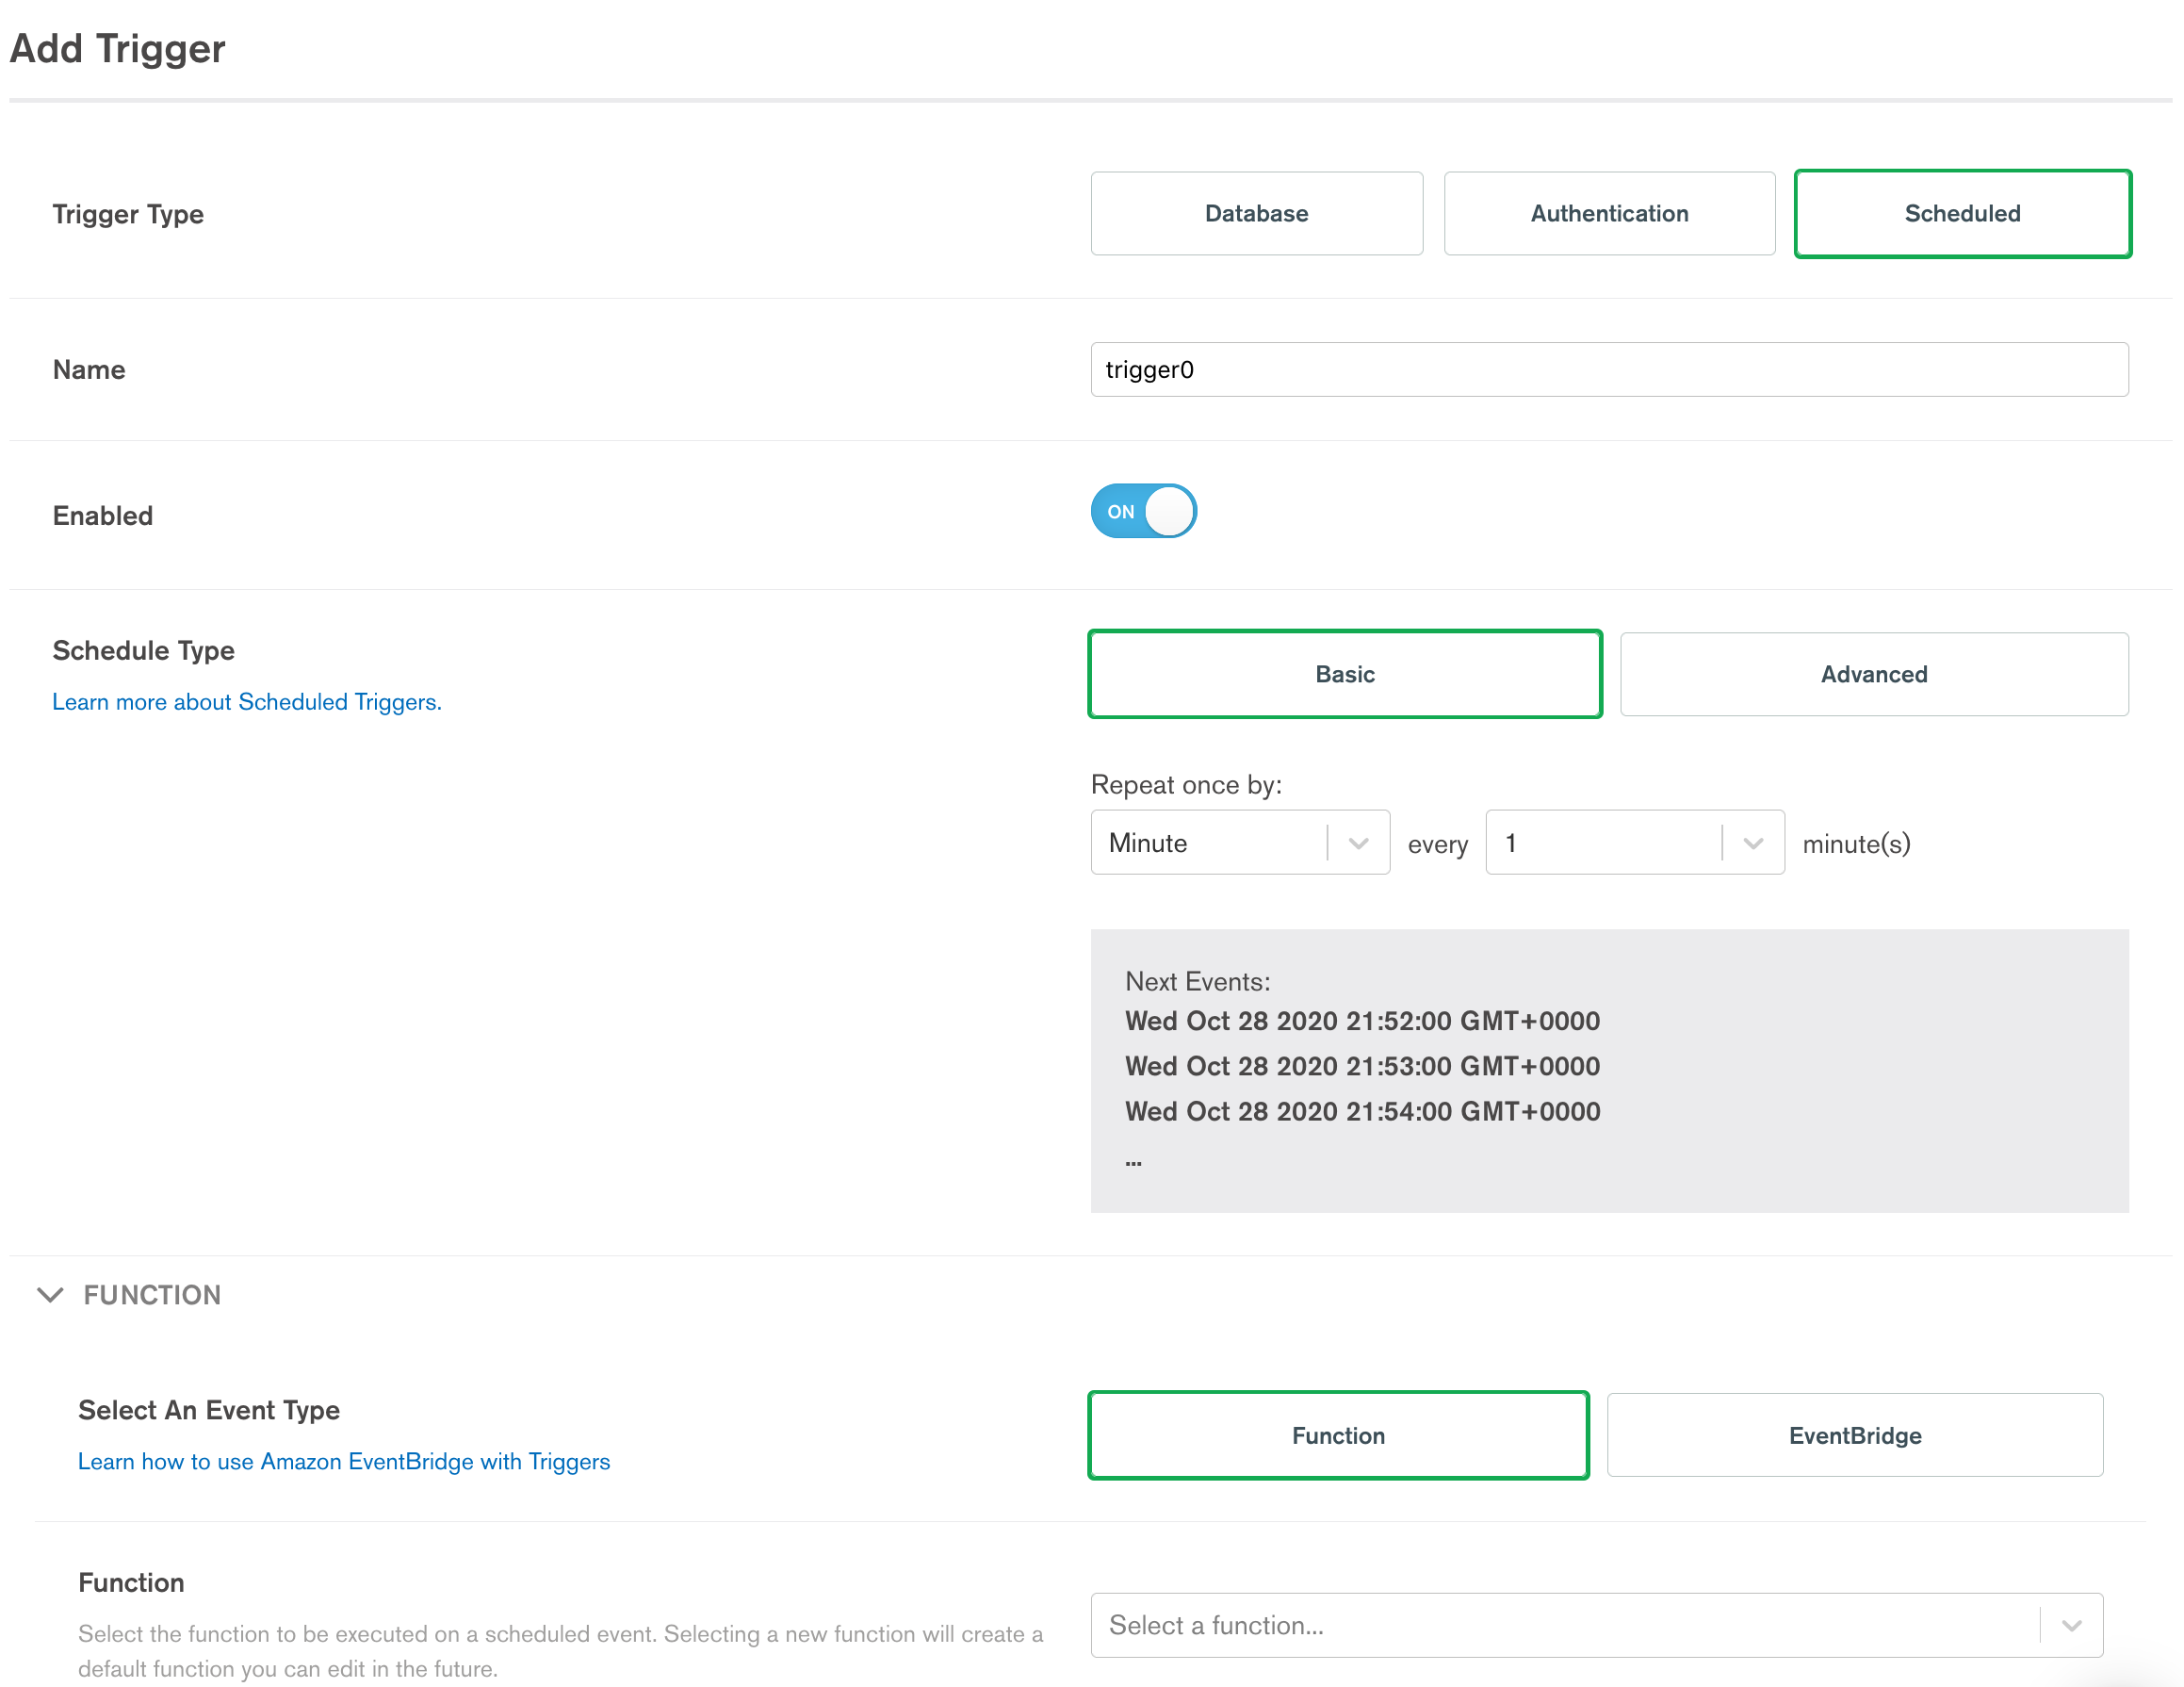 Add Trigger
Trigger Type
Database
Authentication
Scheduled
Name
trigger0
Enabled
ON
Schedule Type
Learn more about Scheduled Triggers.
Basic
Advanced
Repeat once by:
Minute
every
1
minute(s)
Next Events:
Wed Oct 28 2020 21:52:00 GMT+0000
Wed Oct 28 2020 21:53:00 GMT+0000
Wed Oct 28 2020 21:54:00 GMT+0000
...
FUNCTION
Select An Event Type
Learn how to use Amazon EventBridge with Triggers
Function
EventBridge
Function
Select the function to be executed on a scheduled event. Selecting a new function will create a
default function you can edit in the future.
Select a function...